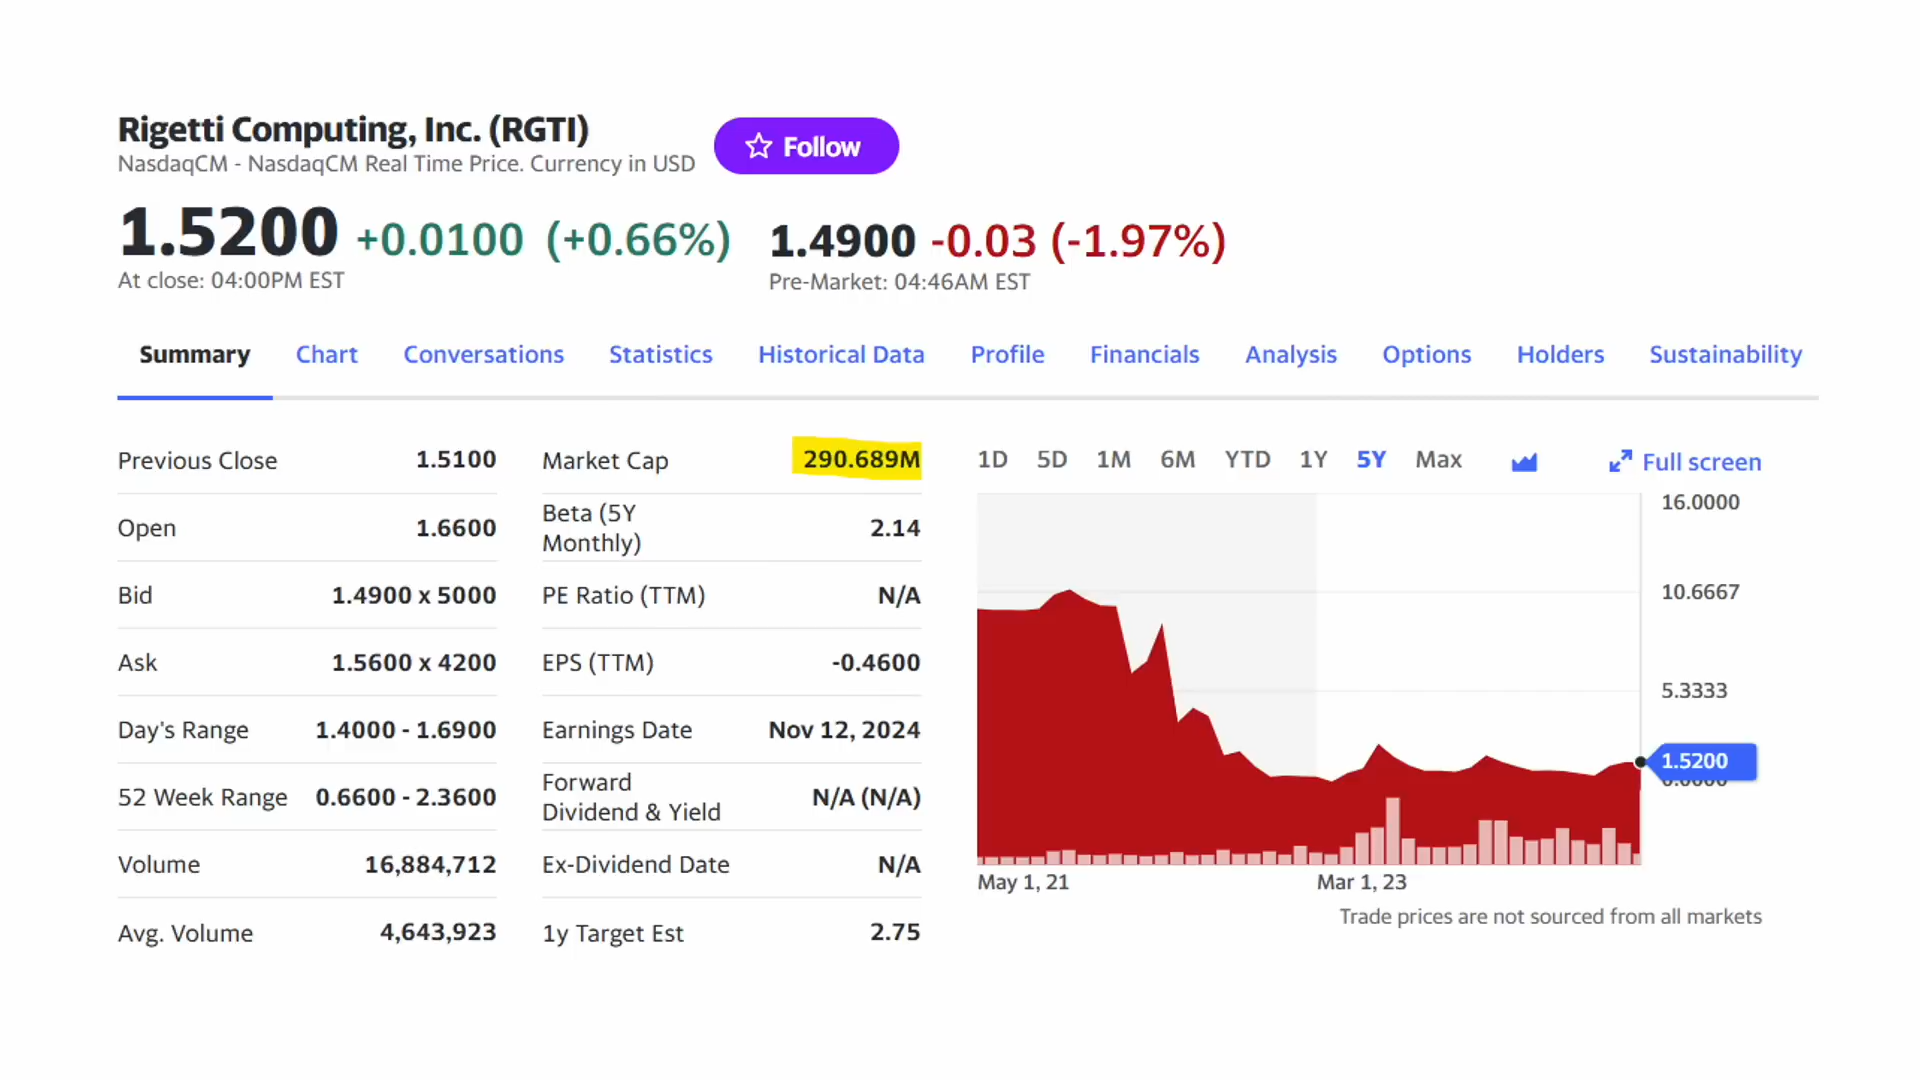 Rigetti Computing, Inc. (RGTI)
NasdaqCM - NasdaqCM Real Time Price. Currency in USD
Follow
1.5200 +0.0100 (+0.66%)
At close: 04:00PM EST
1.4900 -0.03 (-1.97%)
Pre-Market: 04:46AM EST
Summary Chart Conversations Statistics Historical Data Profile Financials Analysis Options Holders Sustainability
Previous Close 1.5100
Open 1.6600
Bid 1.4900 x 5000
Ask 1.5600 x 4200
Day's Range 1.4000 - 1.6900
52 Week Range 0.6600 - 2.3600
Volume 16,884,712
Avg. Volume 4,643,923
Market Cap 290.689M
Beta (5Y
Monthly) 2.14
PE Ratio (TTM) N/A
EPS (TTM) -0.4600
Earnings Date Nov 12, 2024
Forward
Dividend & Yield N/A (N/A)
Ex-Dividend Date N/A
1y Target Est 2.75
1D 5D 1M 6M YTD 1Y 5Y Max
Full screen
16.0000
10.6667
5.3333
1.5200
May 1, 21 Mar 1, 23
Trade prices are not sourced from all markets